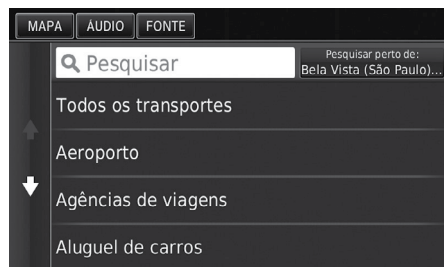 MAPA ÁUDIO FONTE
Pesquisar
Pesquisar perto de:
Bela Vista (São Paulo)...
Todos os transportes
Aeroporto
Agências de viagens
Aluguel de carros